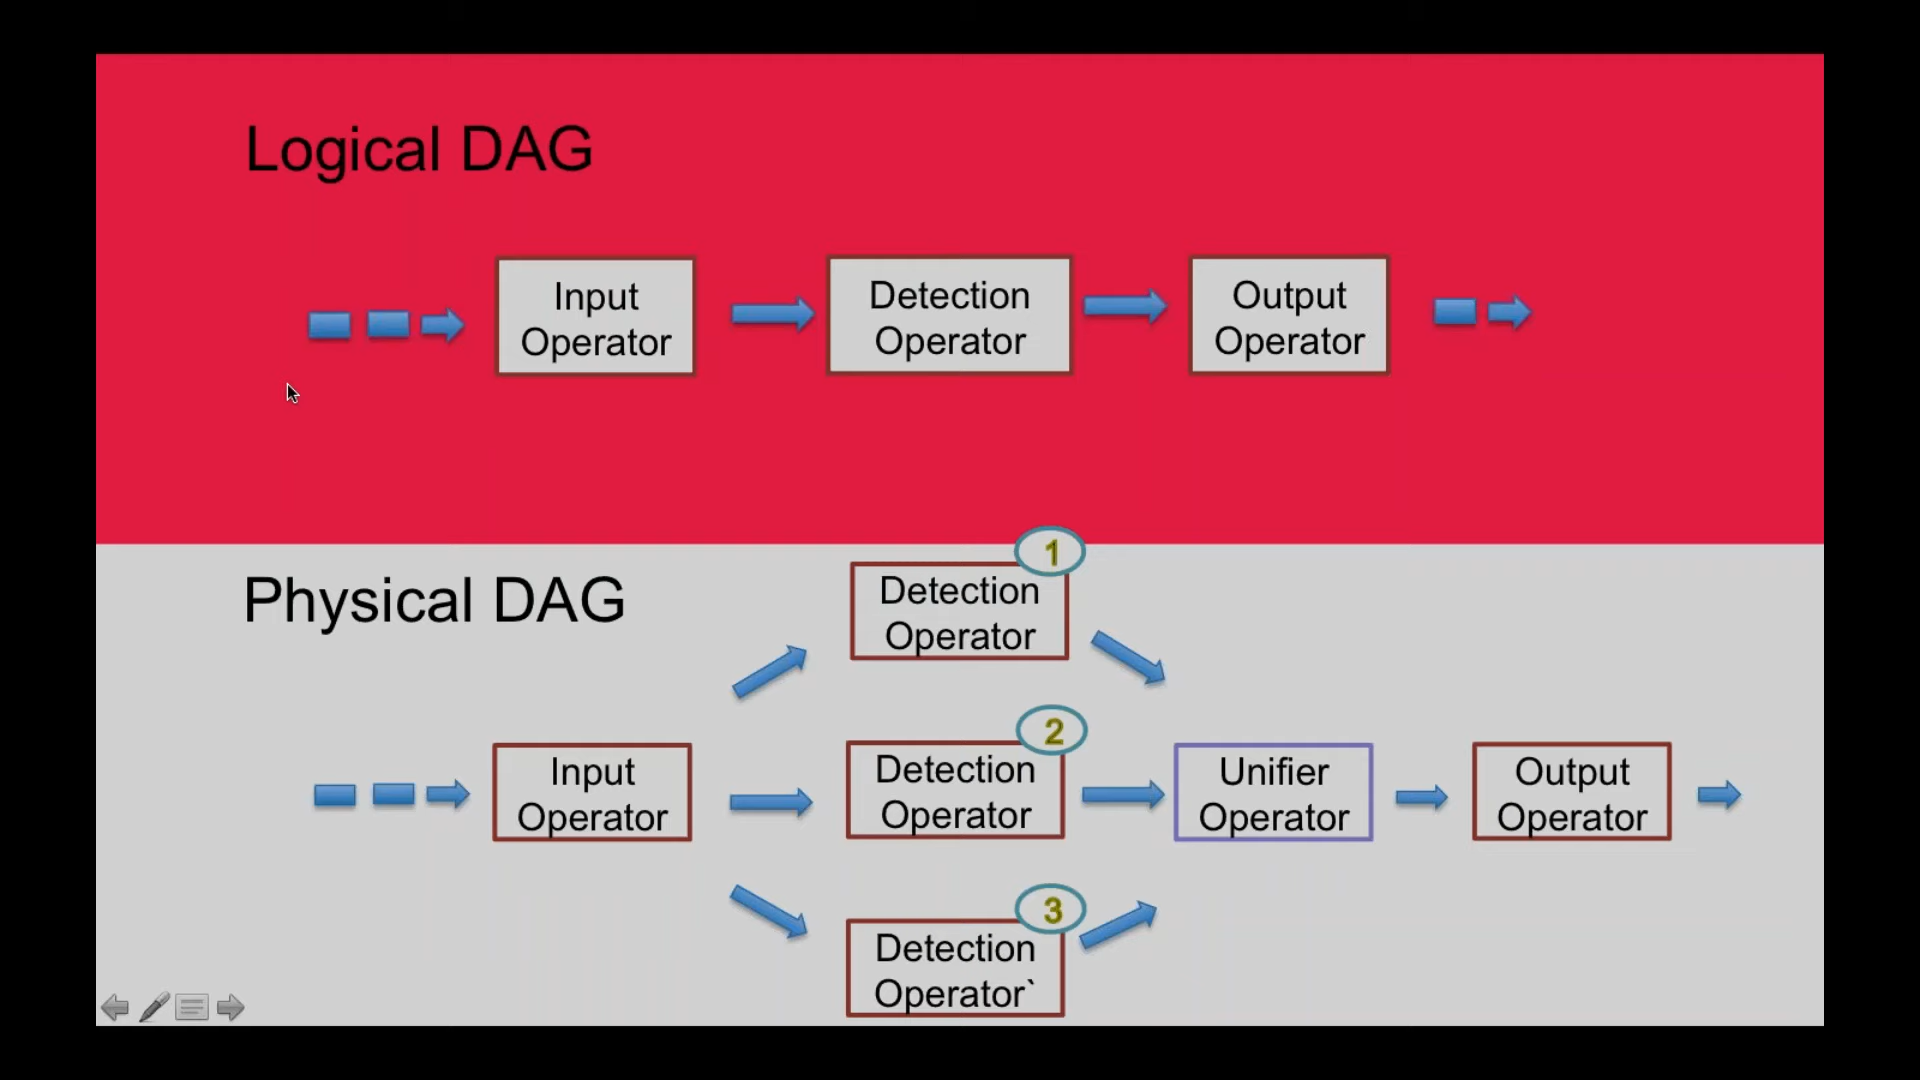 Logical DAG
Input
Operator
Detection
Operator
Output
Operator
Physical DAG
1
Detection
Operator
Input
Operator
2
Detection
Operator
Unifier
Operator
Output
Operator
3
Detection
Operator`